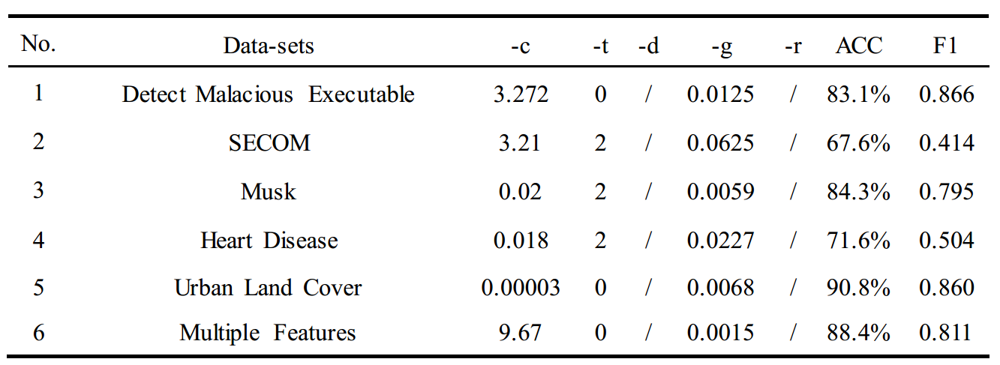 No. Data-sets -c -t -d -g -r ACC F1
1 Detect Malacious Executable 3.272 0 / 0.0125 / 83.1% 0.866
2 SECOM 3.21 2 / 0.0625 / 67.6% 0.414
3 Musk 0.02 2 / 0.0059 / 84.3% 0.795
4 Heart Disease 0.018 2 / 0.0227 / 71.6% 0.504
5 Urban Land Cover 0.00003 0 / 0.0068 / 90.8% 0.860
6 Multiple Features 9.67 0 / 0.0015 / 88.4% 0.811